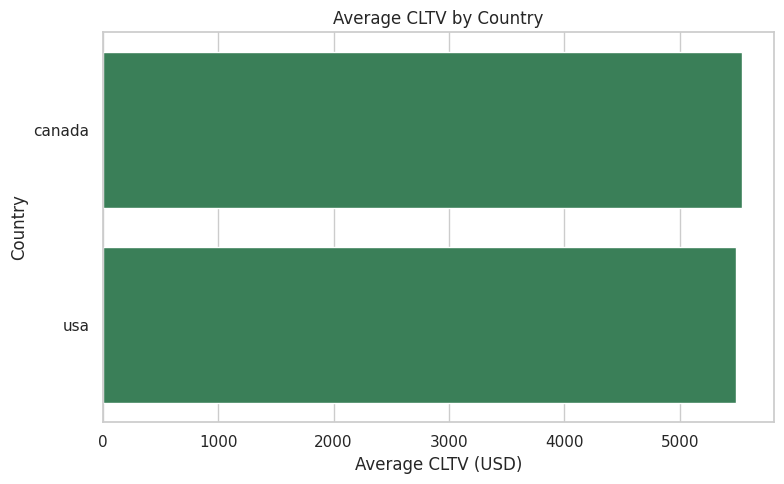 Average CLTV by Country
Country
canada
usa
0 1000 2000 3000 4000 5000
Average CLTV (USD)